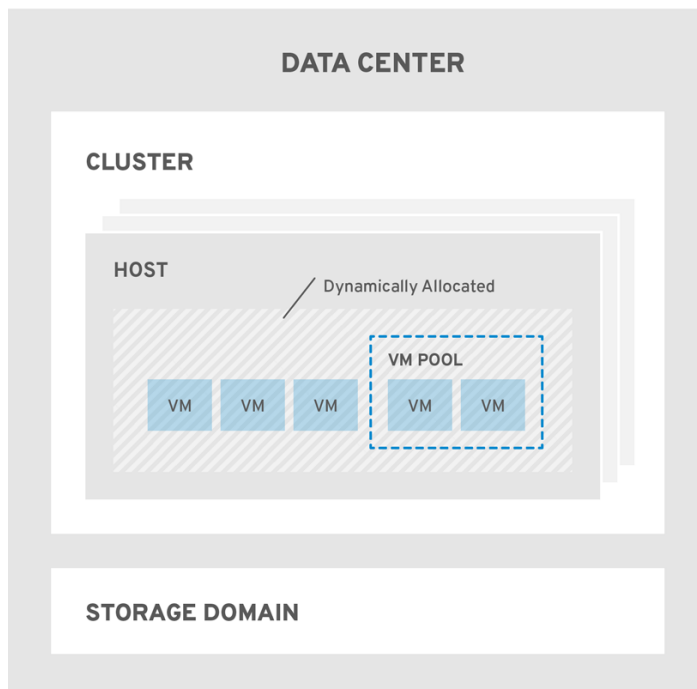 DATA CENTER
CLUSTER
HOST
Dynamically Allocated
VM POOL
VM VM VM VM VM
STORAGE DOMAIN